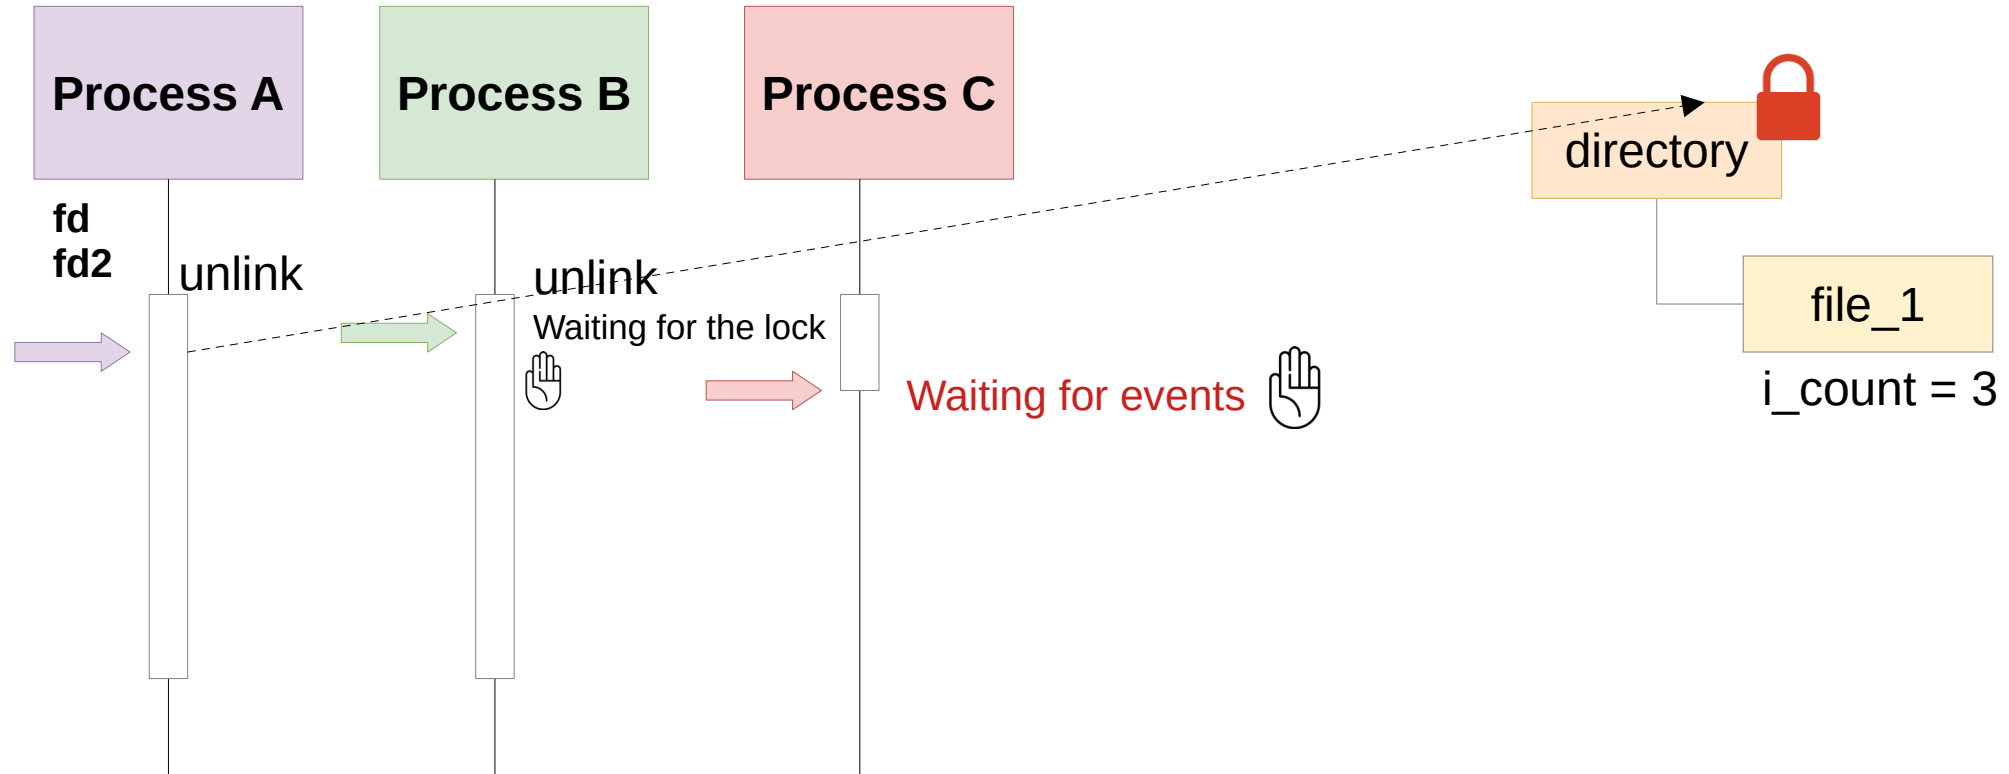 Process A
Process B
Process C
directory
fd
fd2
unlink
unlink
Waiting for the lock
file_1
Waiting for events
i_count = 3